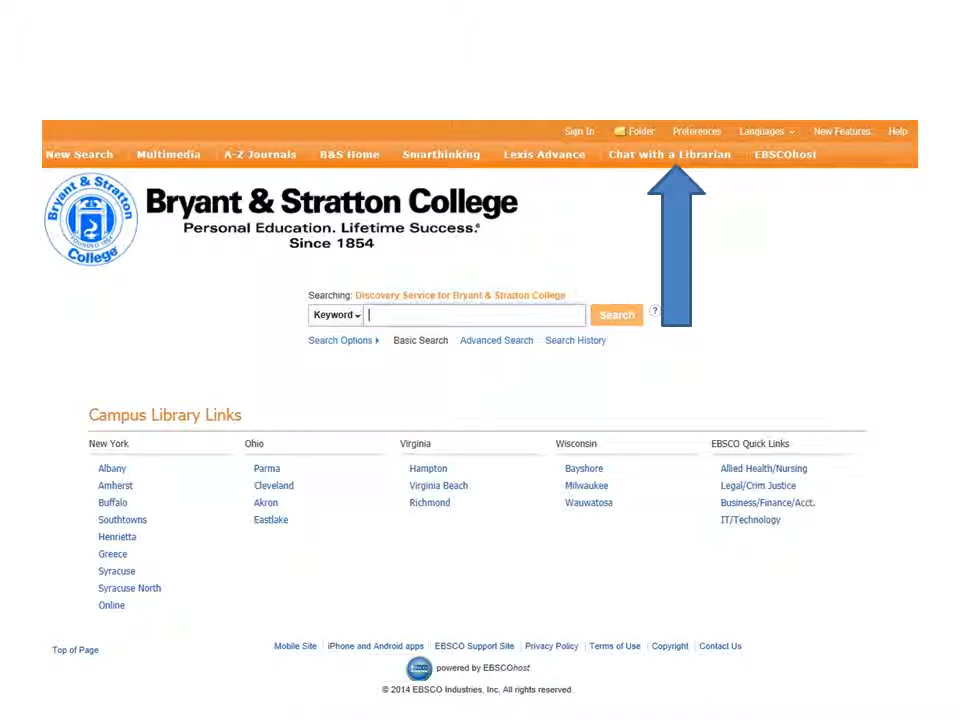 Sign In Folder Preferences Languages New Features Help
New Search Multimedia A-Z Journals B&S Home Smarthinking Lexis Advance Chat with a Librarian EBSCOhost
Bryant & Stratton College
FOUNDED 1854
Bryant & Stratton College
Personal Education. Lifetime Success.®
Since 1854
Searching: Discovery Service for Bryant & Stratton College
Keyword Search ?
Search Options Basic Search Advanced Search Search History
Campus Library Links
New York Ohio Virginia Wisconsin EBSCO Quick Links
Albany Parma Hampton Bayshore Allied Health/Nursing
Amherst Cleveland Virginia Beach Milwaukee Legal/Crim Justice
Buffalo Akron Richmond Wauwatosa Business/Finance/Acct.
Southtowns Eastlake IT/Technology
Henrietta
Greece
Syracuse
Syracuse North
Online
Top of Page Mobile Site iPhone and Android apps EBSCO Support Site Privacy Policy Terms of Use Copyright Contact Us
powered by EBSCOhost
© 2014 EBSCO Industries, Inc. All rights reserved.